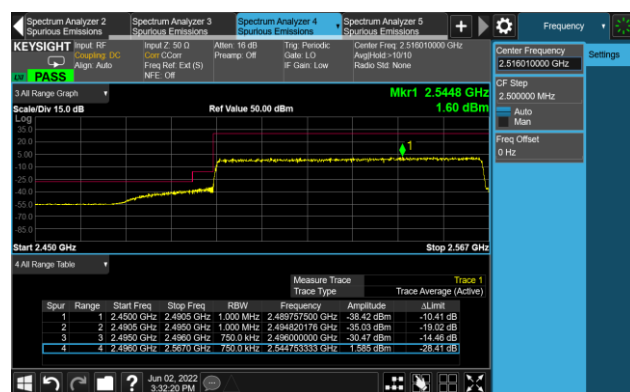 Spectrum Analyzer 2
Spurious Emissions
Spectrum Analyzer 3
Spurious Emissions
Spectrum Analyzer 4
Spurious Emissions
Spectrum Analyzer 5
Spurious Emissions
+
Frequency
KEYSIGHT
Input: RF
Coupling: DC
Align: Auto
Input Z: 50 Ω
Corr CCorr
Freq Ref: Ext (S)
NFE: Off
Atten: 16 dB
Preamp: Off
Trig: Periodic
Gate: LO
IF Gain: Low
Center Freq: 2.516010000 GHz
Avg|Hold:>10/10
Radio Std: None
PASS
Center Frequency
2.516010000 GHz
Settings
CF Step
2.500000 MHz
Auto
Man
Freq Offset
0 Hz
3 All Range Graph
Mkr1 2.5448 GHz
1.60 dBm
Scale/Div 15.0 dB
Ref Value 50.00 dBm
Log
35.0
20.0
5.00
-10.0
-25.0
-40.0
-55.0
-70.0
-85.0
1
Start 2.450 GHz
Stop 2.567 GHz
4 All Range Table
Measure Trace Trace 1
Trace Type Trace Average (Active)
Spur Range Start Freq Stop Freq RBW Frequency Amplitude ΔLimit
1 1 2.4500 GHz 2.4905 GHz 1.000 MHz 2.489757500 GHz -38.42 dBm -10.41 dB
2 2 2.4905 GHz 2.4950 GHz 1.000 MHz 2.494820176 GHz -35.03 dBm -19.02 dB
3 3 2.4950 GHz 2.4960 GHz 750.0 kHz 2.496000000 GHz -30.47 dBm -14.46 dB
4 4 2.4960 GHz 2.5670 GHz 750.0 kHz 2.544753333 GHz 1.585 dBm -28.41 dB
?
Jun 02, 2022
3:32:20 PM